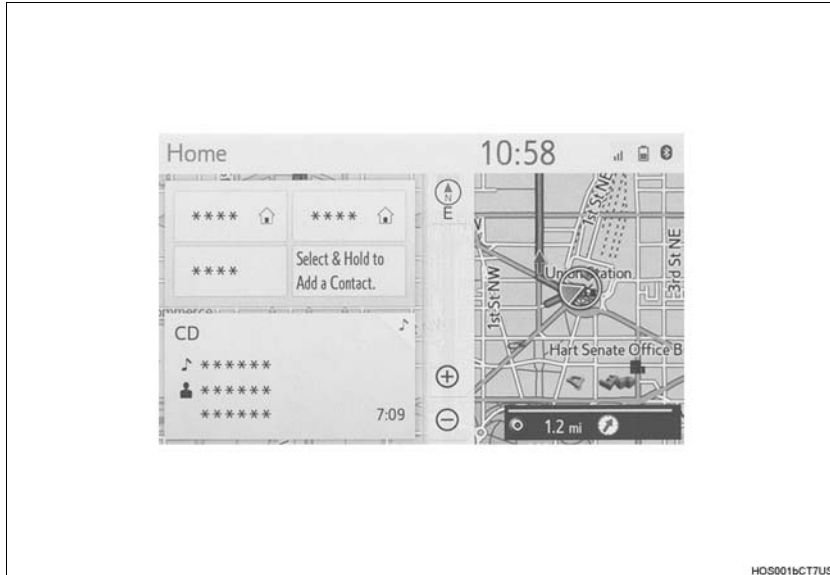 Home
10:58
****
****
****
Select & Hold to
Add a Contact.
N
E
CD
******
******
******
7:09
1st St NE
1st St NW
Union Station
3rd St NE
Hart Senate Office B
1.2 mi
HOS001bCT7US